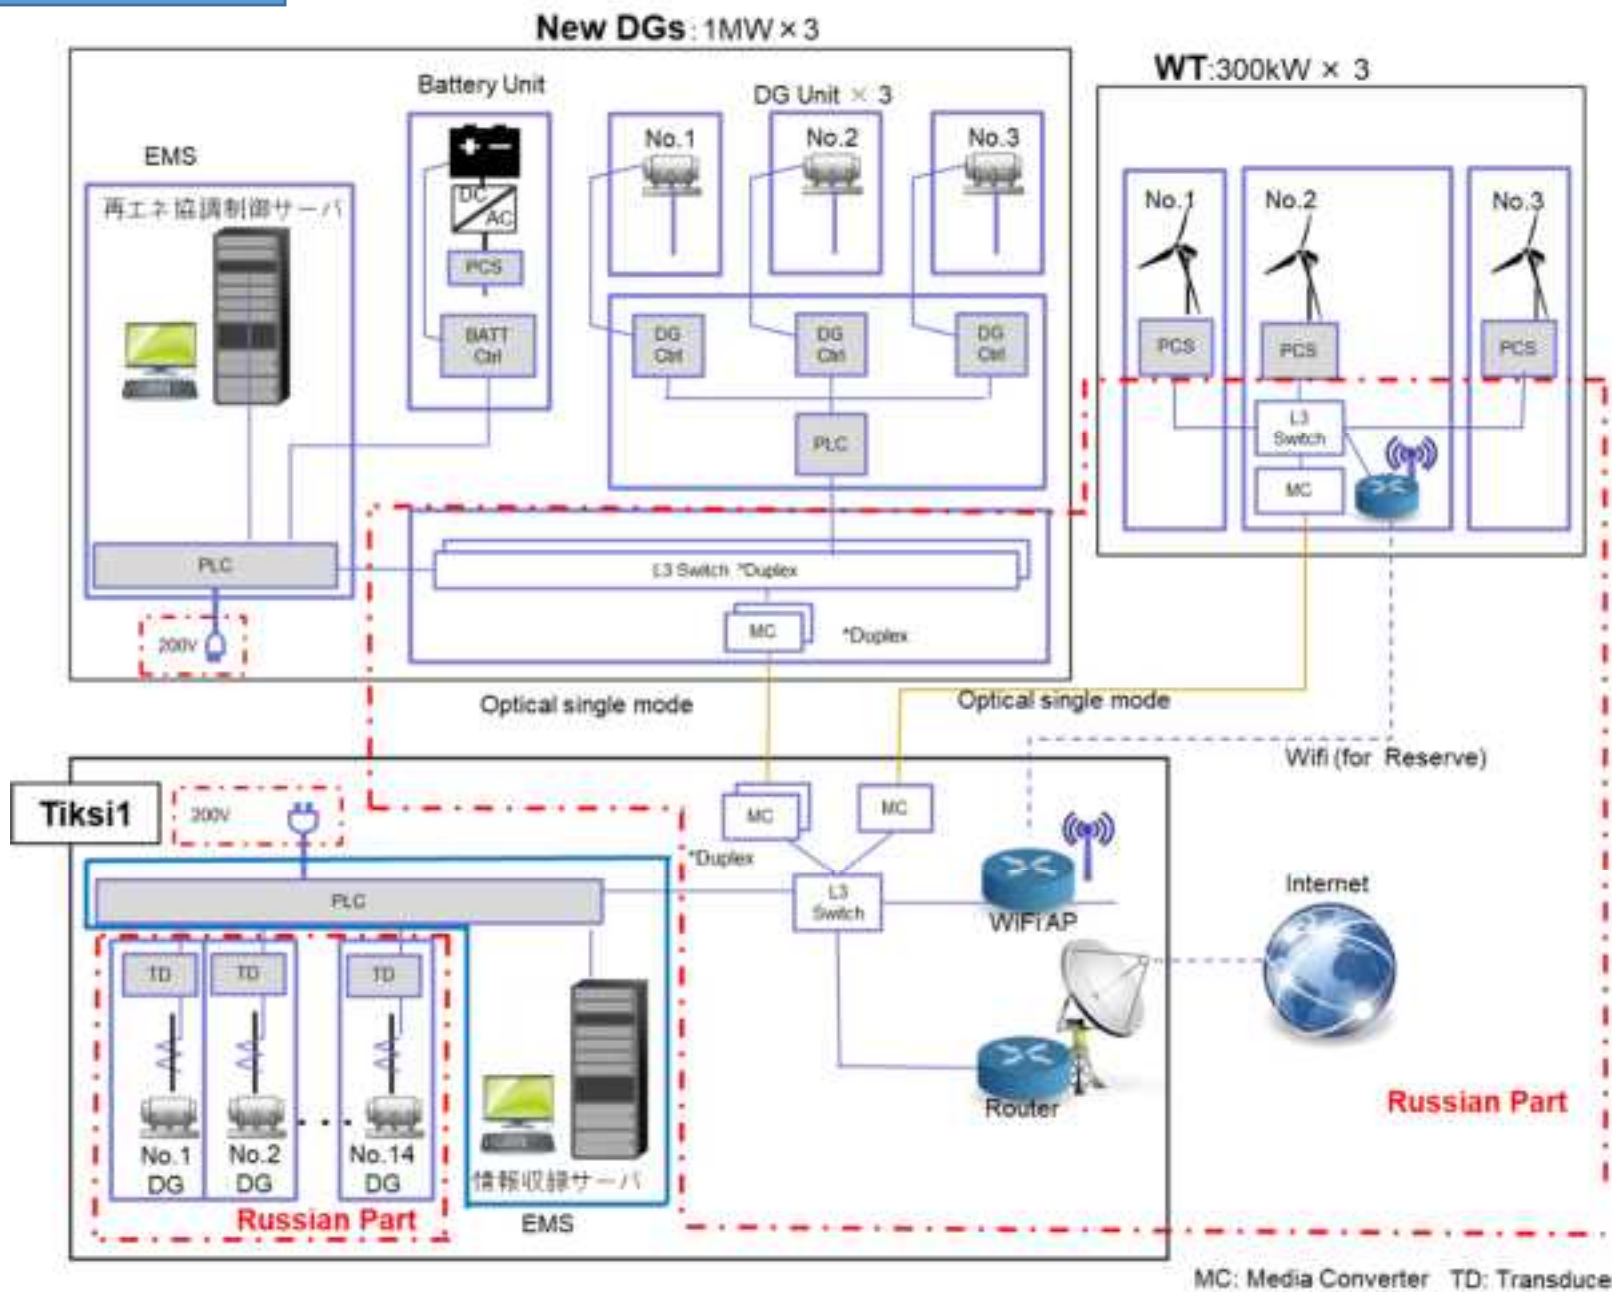 New DGs : 1MW × 3
WT:300kW × 3
Battery Unit
DG Unit × 3
EMS
再エネ協調制御サーバ
DC
AC
PCS
BATT
Ctrl
No.1
No.2
No.3
DG
Ctrl
DG
Ctrl
DG
Ctrl
PLC
No.1
No.2
No.3
PCS
PCS
PCS
L3
Switch
MC
PLC
L3 Switch *Duplex
MC
*Duplex
200V
Optical single mode
Optical single mode
Wifi (for Reserve)
Tiksi1
200V
MC
MC
*Duplex
PLC
L3
Switch
WiFi AP
Internet
TD
TD
TD
Router
No.1
DG
No.2
DG
No.14
DG
Russian Part
情報収録サーバ
EMS
Russian Part
MC: Media Converter TD: Transduce